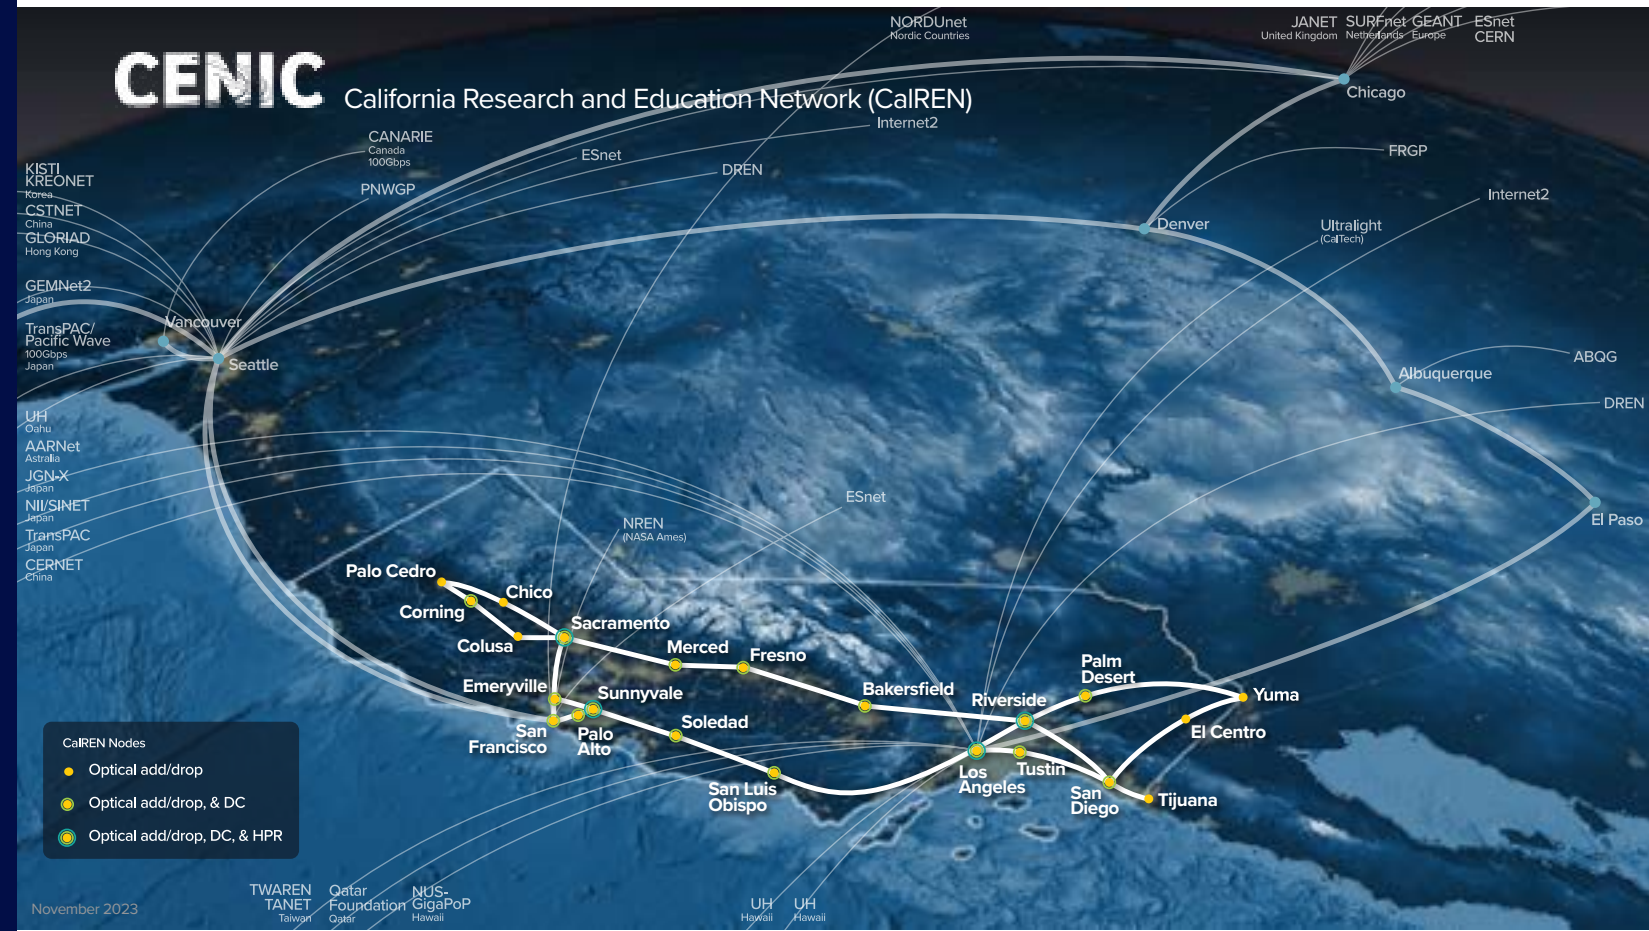 NORDUnet
Nordic Countries
JANET
United Kingdom
SURFnet
Netherlands
GEANT
Europe
ESnet
CERN
CENIC
California Research and Education Network (CalREN)
Chicago
Internet2
CANARIE
Canada
100Gbps
ESnet
FRGP
DREN
KISTI
KREONET
Korea
PNWGP
Internet2
CSTNET
China
Denver
Ultralight
(CalTech)
GLORIAD
Hong Kong
GEMNet2
Japan
Vancouver
TransPAC/
Pacific Wave
100Gbps
Japan
Seattle
ABQG
Albuquerque
DREN
UH
Oahu
AARNet
Astralia
JGN-X
Japan
NII/SINET
Japan
TransPAC
Japan
CERNET
China
ESnet
NREN
(NASA Ames)
El Paso
Palo Cedro
Chico
Corning
Sacramento
Colusa
Merced
Fresno
Palm
Desert
Emeryville
Sunnyvale
Bakersfield
Riverside
Yuma
San
Francisco
Palo
Alto
Soledad
El Centro
San Luis
Obispo
Los
Angeles
Tustin
San
Diego
Tijuana
CalREN Nodes
Optical add/drop
Optical add/drop, & DC
Optical add/drop, DC, & HPR
November 2023
TWAREN
TANET
Taiwan
Qatar
Foundation
Qatar
NUS-
GigaPoP
Hawaii
UH
Hawaii
UH
Hawaii